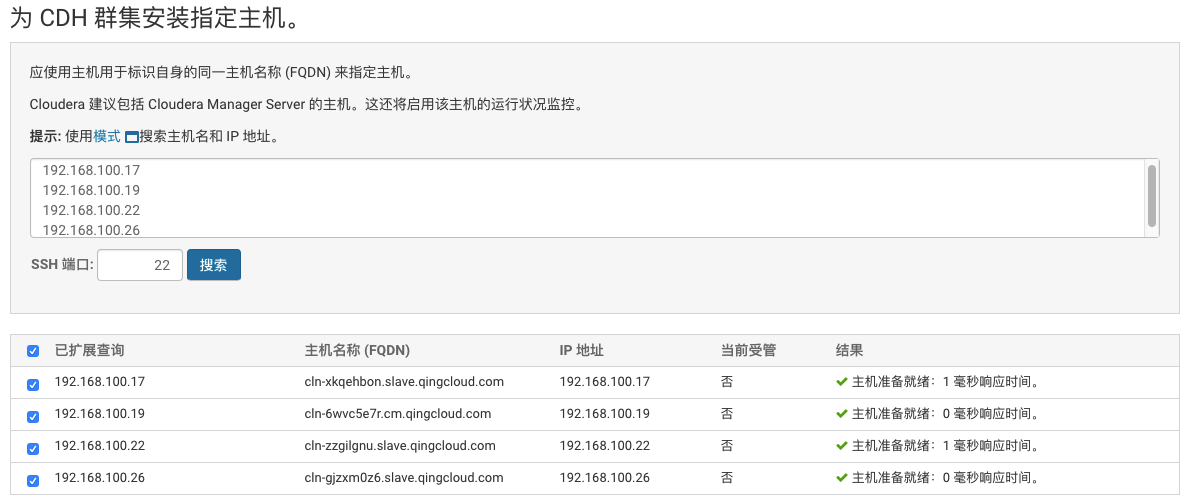 为 CDH 群集安装指定主机。
应使用主机用于标识自身的同一主机名称 (FQDN) 来指定主机。
Cloudera 建议包括 Cloudera Manager Server 的主机。这还将启用该主机的运行状况监控。
提示: 使用模式 搜索主机名和 IP 地址。
192.168.100.17
192.168.100.19
192.168.100.22
192.168.100.26
SSH 端口: 22 搜索
已扩展查询 主机名称 (FQDN) IP 地址 当前受管 结果
192.168.100.17 cln-xkqehbon.slave.qingcloud.com 192.168.100.17 否 主机准备就绪：1 毫秒响应时间。
192.168.100.19 cln-6wvc5e7r.cm.qingcloud.com 192.168.100.19 否 主机准备就绪：0 毫秒响应时间。
192.168.100.22 cln-zzgilgnu.slave.qingcloud.com 192.168.100.22 否 主机准备就绪：1 毫秒响应时间。
192.168.100.26 cln-gjzxm0z6.slave.qingcloud.com 192.168.100.26 否 主机准备就绪：0 毫秒响应时间。